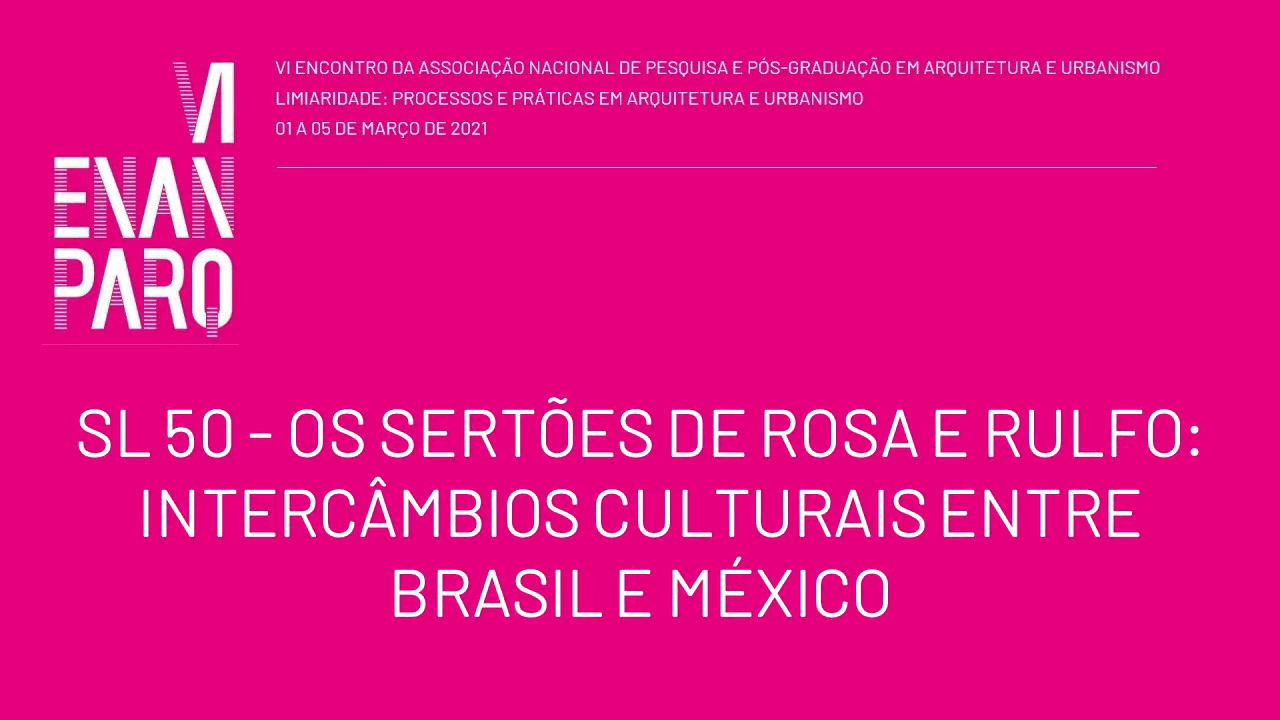 VI
ENAN
PARQ
VI ENCONTRO DA ASSOCIAÇÃO NACIONAL DE PESQUISA E PÓS-GRADUAÇÃO EM ARQUITETURA E URBANISMO
LIMIARIDADE: PROCESSOS E PRÁTICAS EM ARQUITETURA E URBANISMO
01 A 05 DE MARÇO DE 2021
SL 50 - OS SERTÕES DE ROSA E RULFO:
INTERCÂMBIOS CULTURAIS ENTRE
BRASIL E MÉXICO